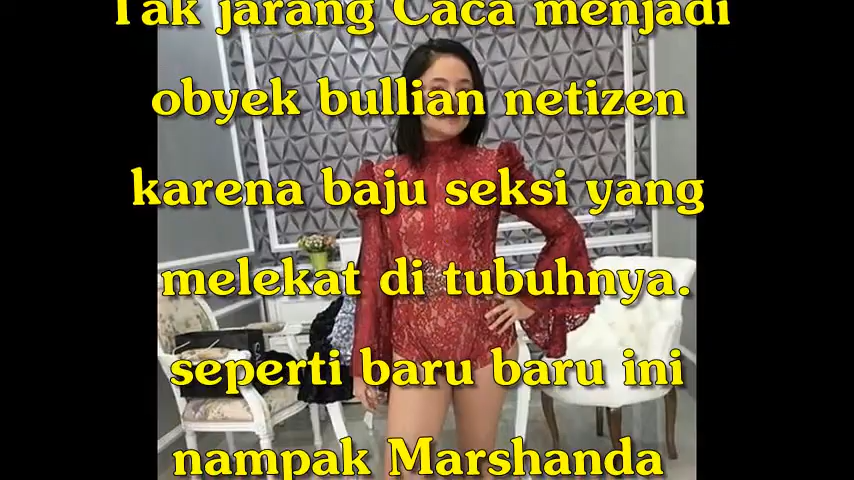 Tak jarang Caca menjadi
obyek bullian netizen
karena baju seksi yang
melekat di tubuhnya.
seperti baru baru ini
nampak Marshanda